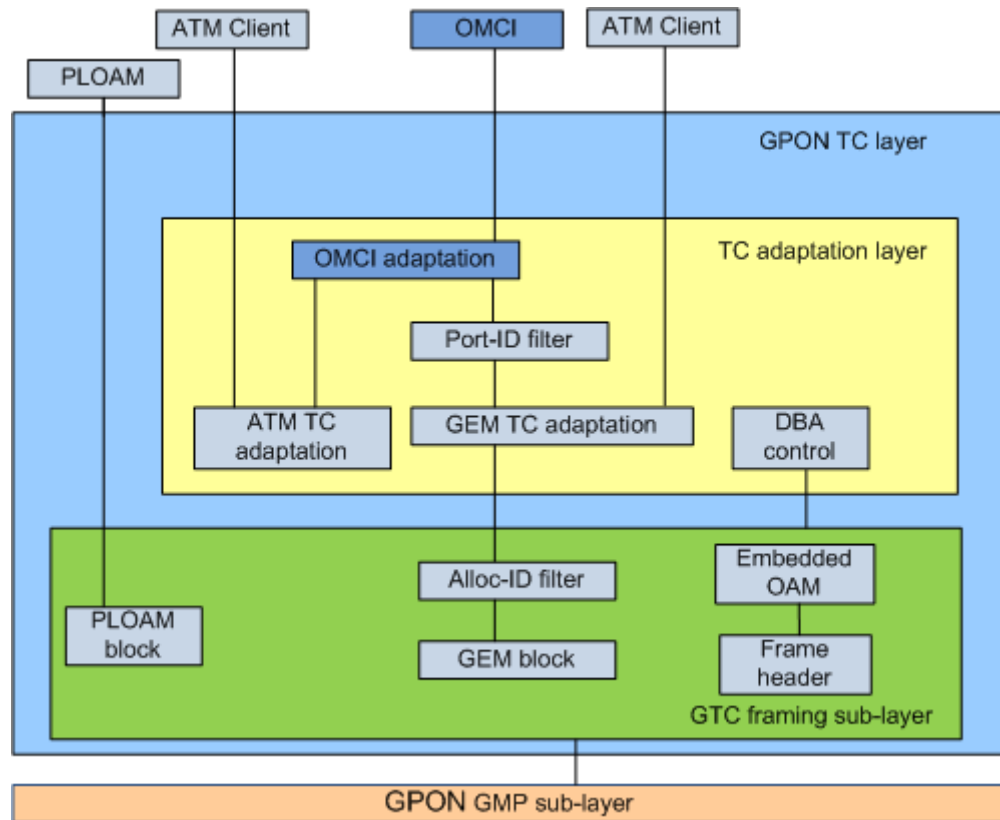 ATM Client
OMCI
ATM Client
PLOAM
GPON TC layer
OMCI adaptation
TC adaptation layer
Port-ID filter
ATM TC
adaptation
GEM TC adaptation
DBA
control
Alloc-ID filter
Embedded
OAM
PLOAM
block
GEM block
Frame
header
GTC framing sub-layer
GPON GMP sub-layer